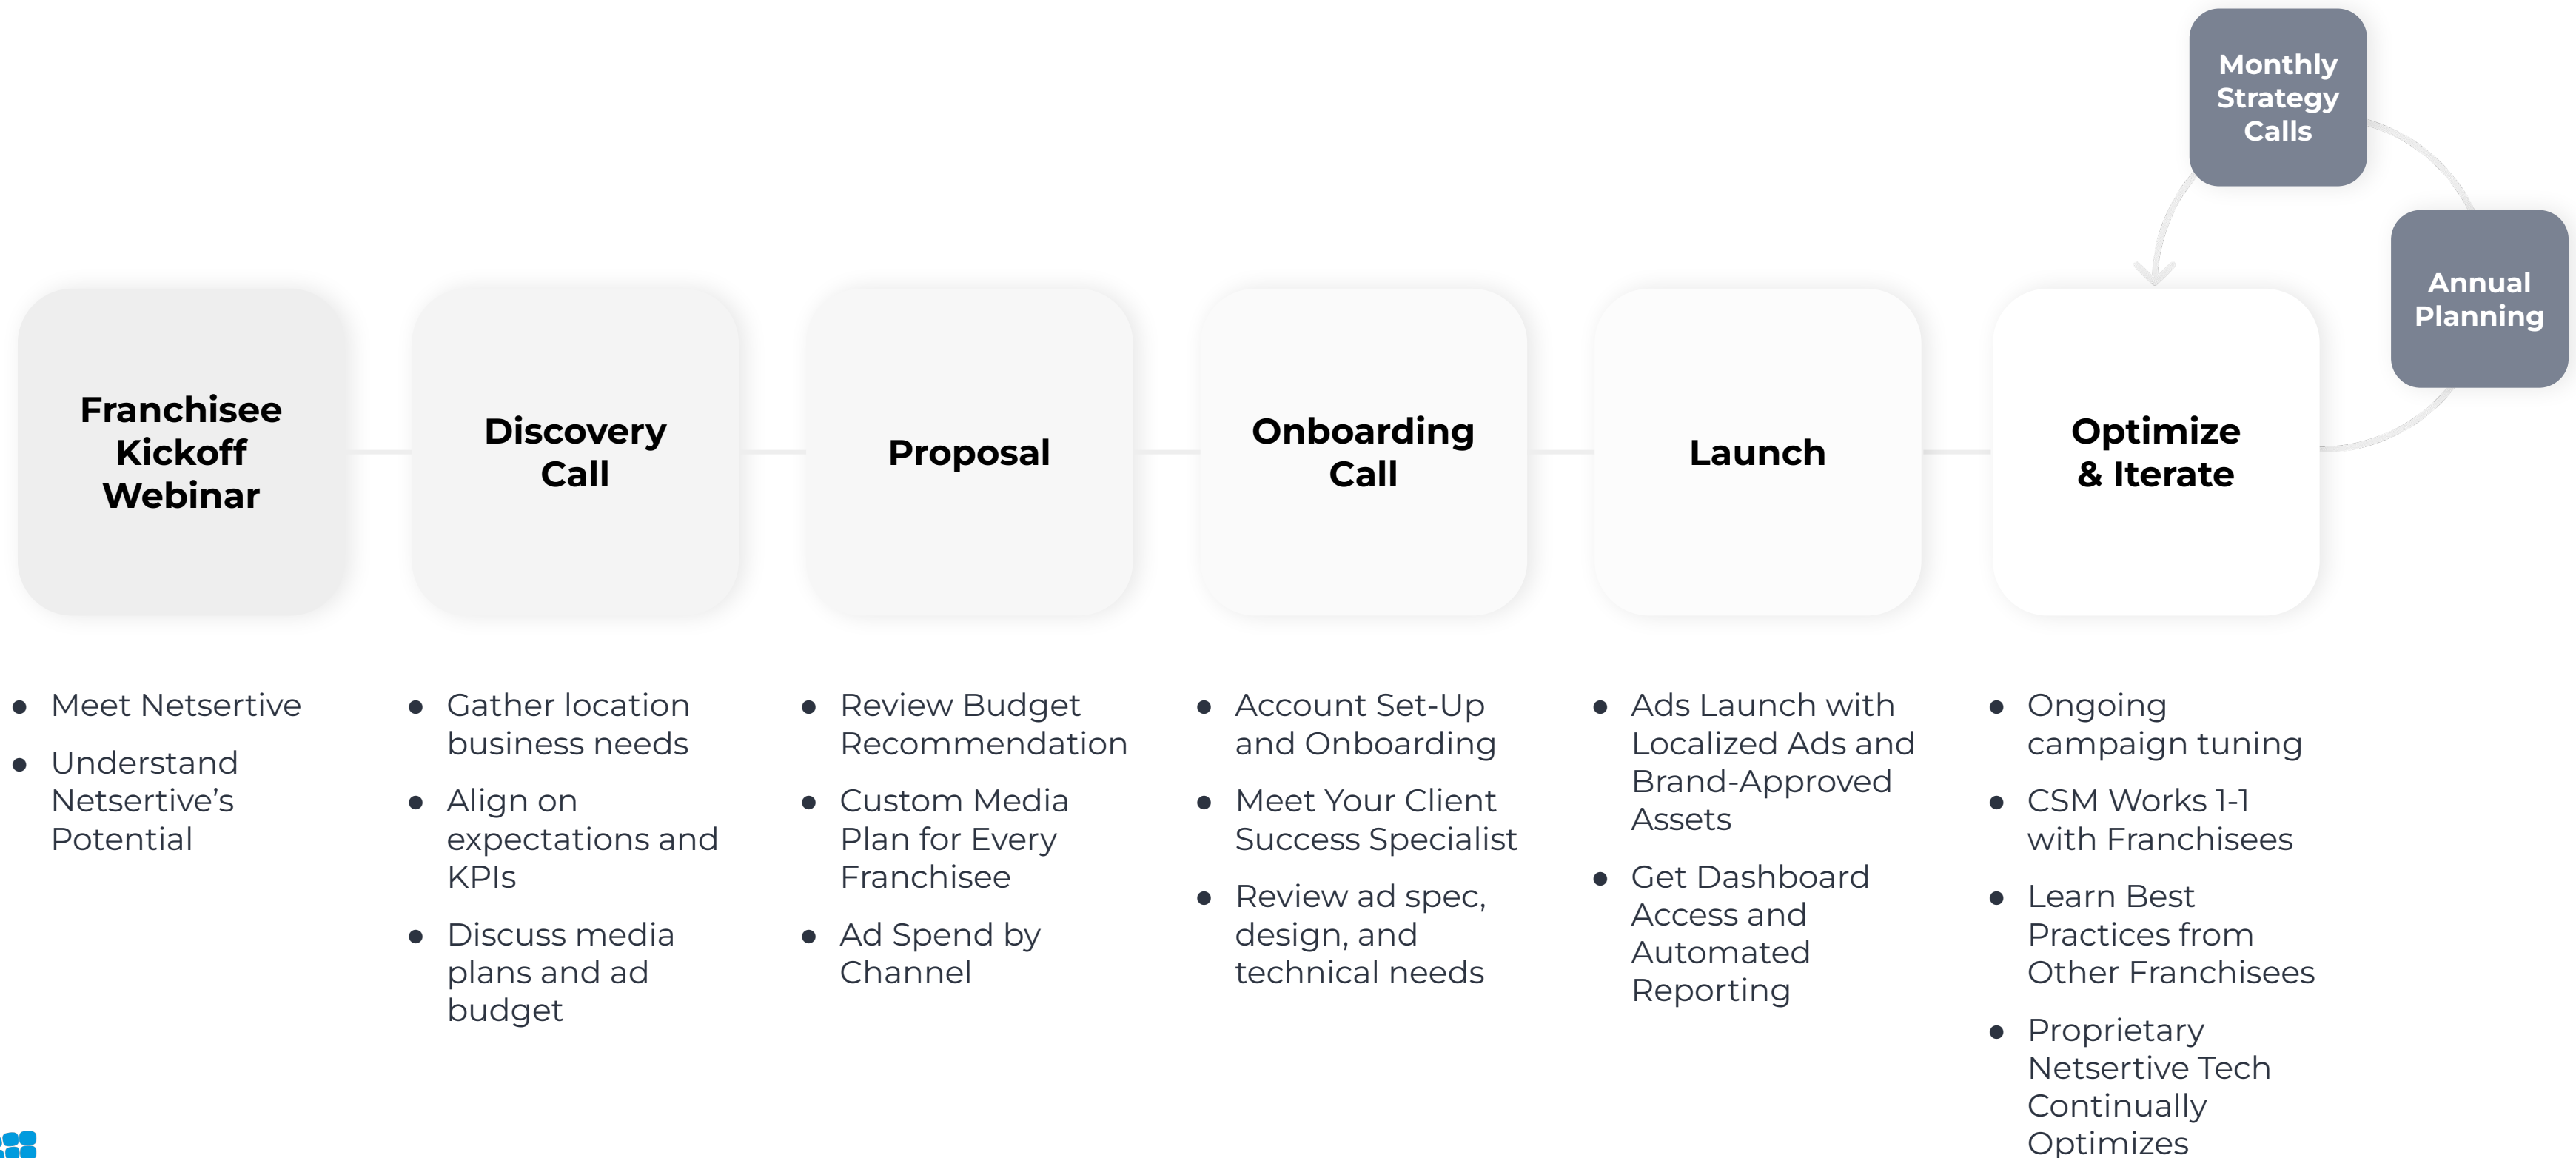 Monthly
Strategy
Calls
Annual
Planning
Franchisee
Kickoff
Webinar
Discovery
Call
Proposal
Onboarding
Call
Launch
Optimize
& Iterate
● Meet Netsertive
● Understand
Netsertive’s
Potential
● Gather location
business needs
● Align on
expectations and
KPIs
● Discuss media
plans and ad
budget
● Review Budget
Recommendation
● Custom Media
Plan for Every
Franchisee
● Ad Spend by
Channel
● Account Set-Up
and Onboarding
● Meet Your Client
Success Specialist
● Review ad spec,
design, and
technical needs
● Ads Launch with
Localized Ads and
Brand-Approved
Assets
● Get Dashboard
Access and
Automated
Reporting
● Ongoing
campaign tuning
● CSM Works 1-1
with Franchisees
● Learn Best
Practices from
Other Franchisees
● Proprietary
Netsertive Tech
Continually
Optimizes